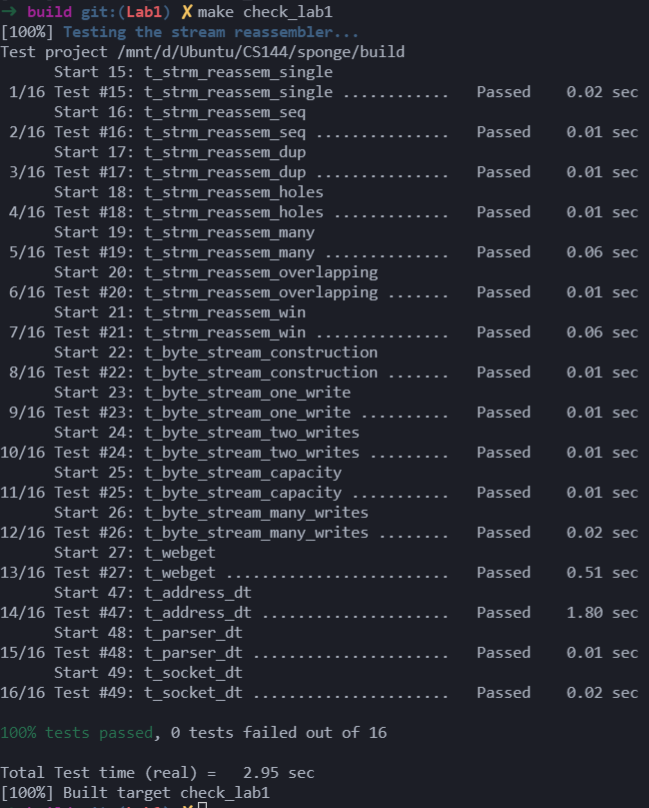 → build git:(Lab1) ✗ make check_lab1
[100%] Testing the stream reassembler...
Test project /mnt/d/Ubuntu/CS144/sponge/build
      Start 15: t_strm_reassem_single
 1/16 Test #15: t_strm_reassem_single ............   Passed    0.02 sec
      Start 16: t_strm_reassem_seq
 2/16 Test #16: t_strm_reassem_seq ...............   Passed    0.01 sec
      Start 17: t_strm_reassem_dup
 3/16 Test #17: t_strm_reassem_dup ...............   Passed    0.01 sec
      Start 18: t_strm_reassem_holes
 4/16 Test #18: t_strm_reassem_holes .............   Passed    0.01 sec
      Start 19: t_strm_reassem_many
 5/16 Test #19: t_strm_reassem_many ..............   Passed    0.06 sec
      Start 20: t_strm_reassem_overlapping
 6/16 Test #20: t_strm_reassem_overlapping .......   Passed    0.01 sec
      Start 21: t_strm_reassem_win
 7/16 Test #21: t_strm_reassem_win ...............   Passed    0.06 sec
      Start 22: t_byte_stream_construction
 8/16 Test #22: t_byte_stream_construction .......   Passed    0.01 sec
      Start 23: t_byte_stream_one_write
 9/16 Test #23: t_byte_stream_one_write ..........   Passed    0.01 sec
      Start 24: t_byte_stream_two_writes
10/16 Test #24: t_byte_stream_two_writes .........   Passed    0.01 sec
      Start 25: t_byte_stream_capacity
11/16 Test #25: t_byte_stream_capacity ...........   Passed    0.01 sec
      Start 26: t_byte_stream_many_writes
12/16 Test #26: t_byte_stream_many_writes ........   Passed    0.02 sec
      Start 27: t_webget
13/16 Test #27: t_webget .........................   Passed    0.51 sec
      Start 47: t_address_dt
14/16 Test #47: t_address_dt .....................   Passed    1.80 sec
      Start 48: t_parser_dt
15/16 Test #48: t_parser_dt ......................   Passed    0.01 sec
      Start 49: t_socket_dt
16/16 Test #49: t_socket_dt ......................   Passed    0.02 sec

100% tests passed, 0 tests failed out of 16

Total Test time (real) =   2.95 sec
[100%] Built target check_lab1